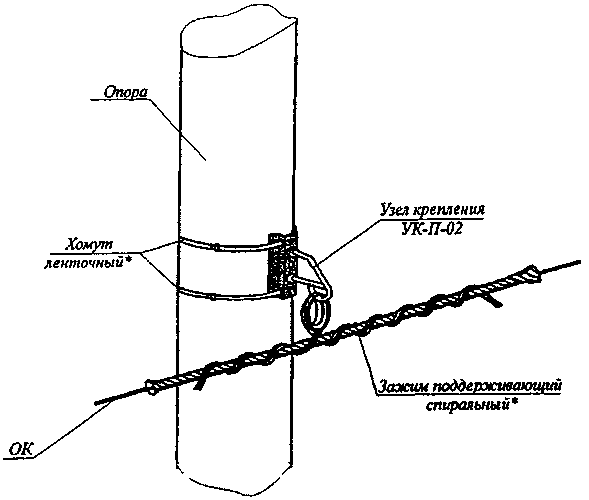 Опора
Узел крепления
УК-П-02
Хомут
ленточный*
Зажим поддерживающий
спиральный*
ОК